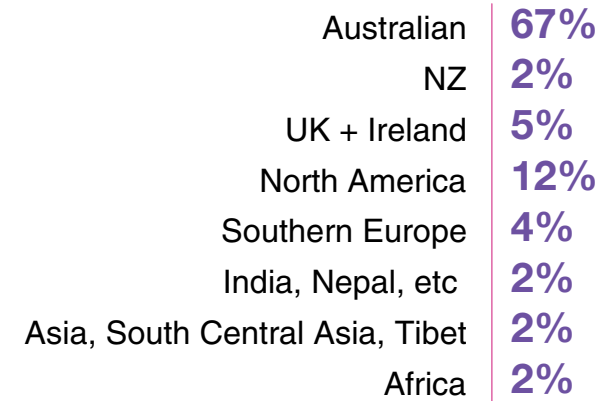 Australian 67%
NZ 2%
UK + Ireland 5%
North America 12%
Southern Europe 4%
India, Nepal, etc 2%
Asia, South Central Asia, Tibet 2%
Africa 2%